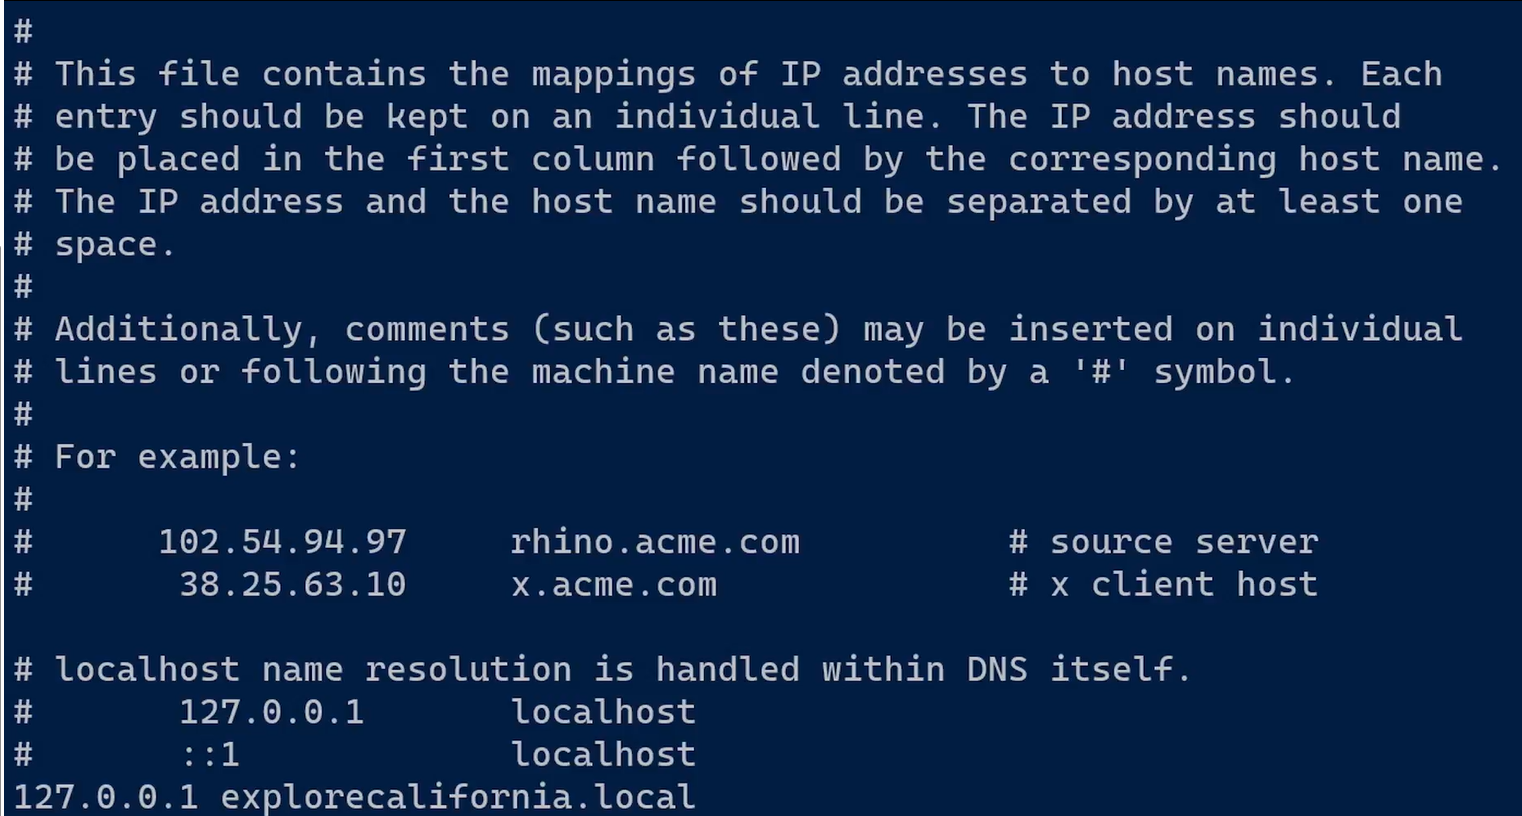 #
# This file contains the mappings of IP addresses to host names. Each
# entry should be kept on an individual line. The IP address should
# be placed in the first column followed by the corresponding host name.
# The IP address and the host name should be separated by at least one
# space.
#
# Additionally, comments (such as these) may be inserted on individual
# lines or following the machine name denoted by a '#' symbol.
#
# For example:
#
#      102.54.94.97     rhino.acme.com          # source server
#       38.25.63.10     x.acme.com              # x client host

# localhost name resolution is handled within DNS itself.
#       127.0.0.1       localhost
#       ::1             localhost
127.0.0.1 explorecalifornia.local